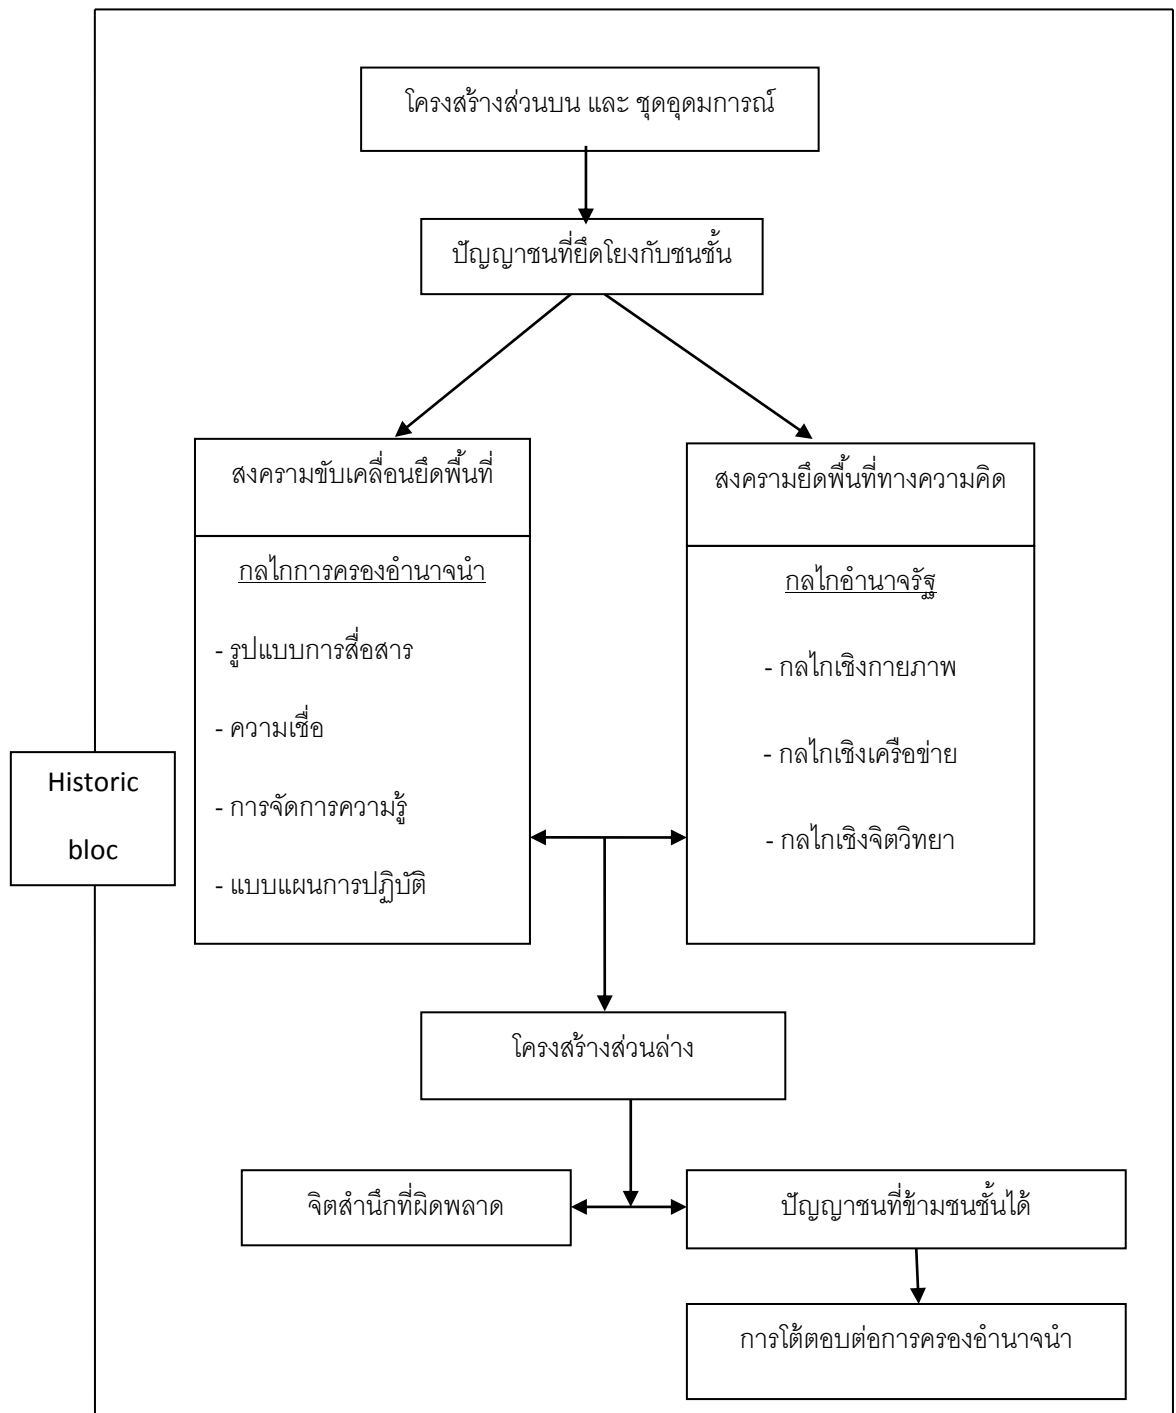 โครงสร้างส่วนบน และ ชุดอุดมการณ์
ปัญญาชนที่ยึดโยงกับชนชั้น
สงครามขับเคลื่อนยึดพื้นที่
กลไกการครองอำนาจนำ
- รูปแบบการสื่อสาร
- ความเชื่อ
- การจัดการความรู้
- แบบแผนการปฏิบัติ
สงครามยึดพื้นที่ทางความคิด
กลไกอำนาจรัฐ
- กลไกเชิงกายภาพ
- กลไกเชิงเครือข่าย
- กลไกเชิงจิตวิทยา
Historic
bloc
โครงสร้างส่วนล่าง
จิตสำนึกที่ผิดพลาด
ปัญญาชนที่ข้ามชนชั้นได้
การโต้ตอบต่อการครองอำนาจนำ